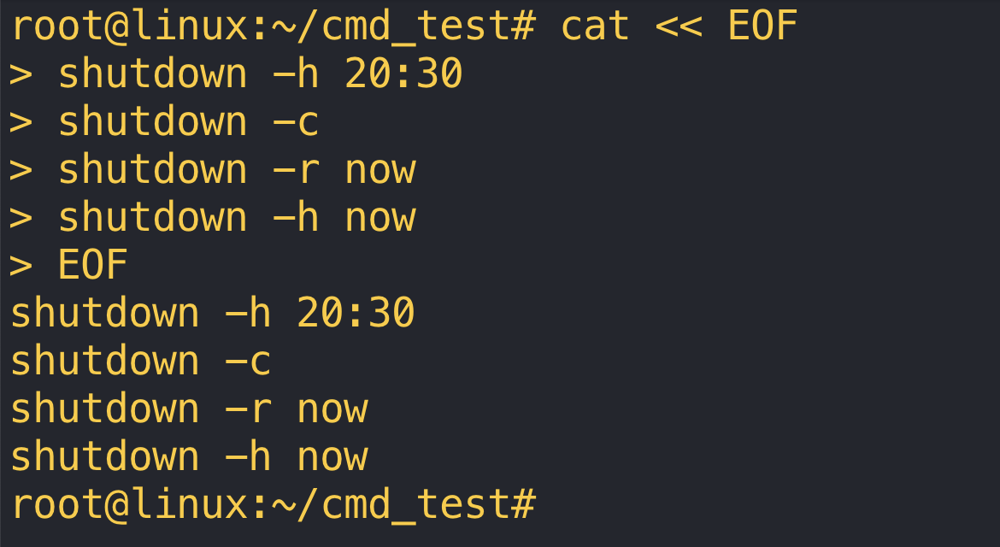 root@linux:~/cmd_test# cat << EOF
> shutdown -h 20:30
> shutdown -c
> shutdown -r now
> shutdown -h now
> EOF
shutdown -h 20:30
shutdown -c
shutdown -r now
shutdown -h now
root@linux:~/cmd_test#